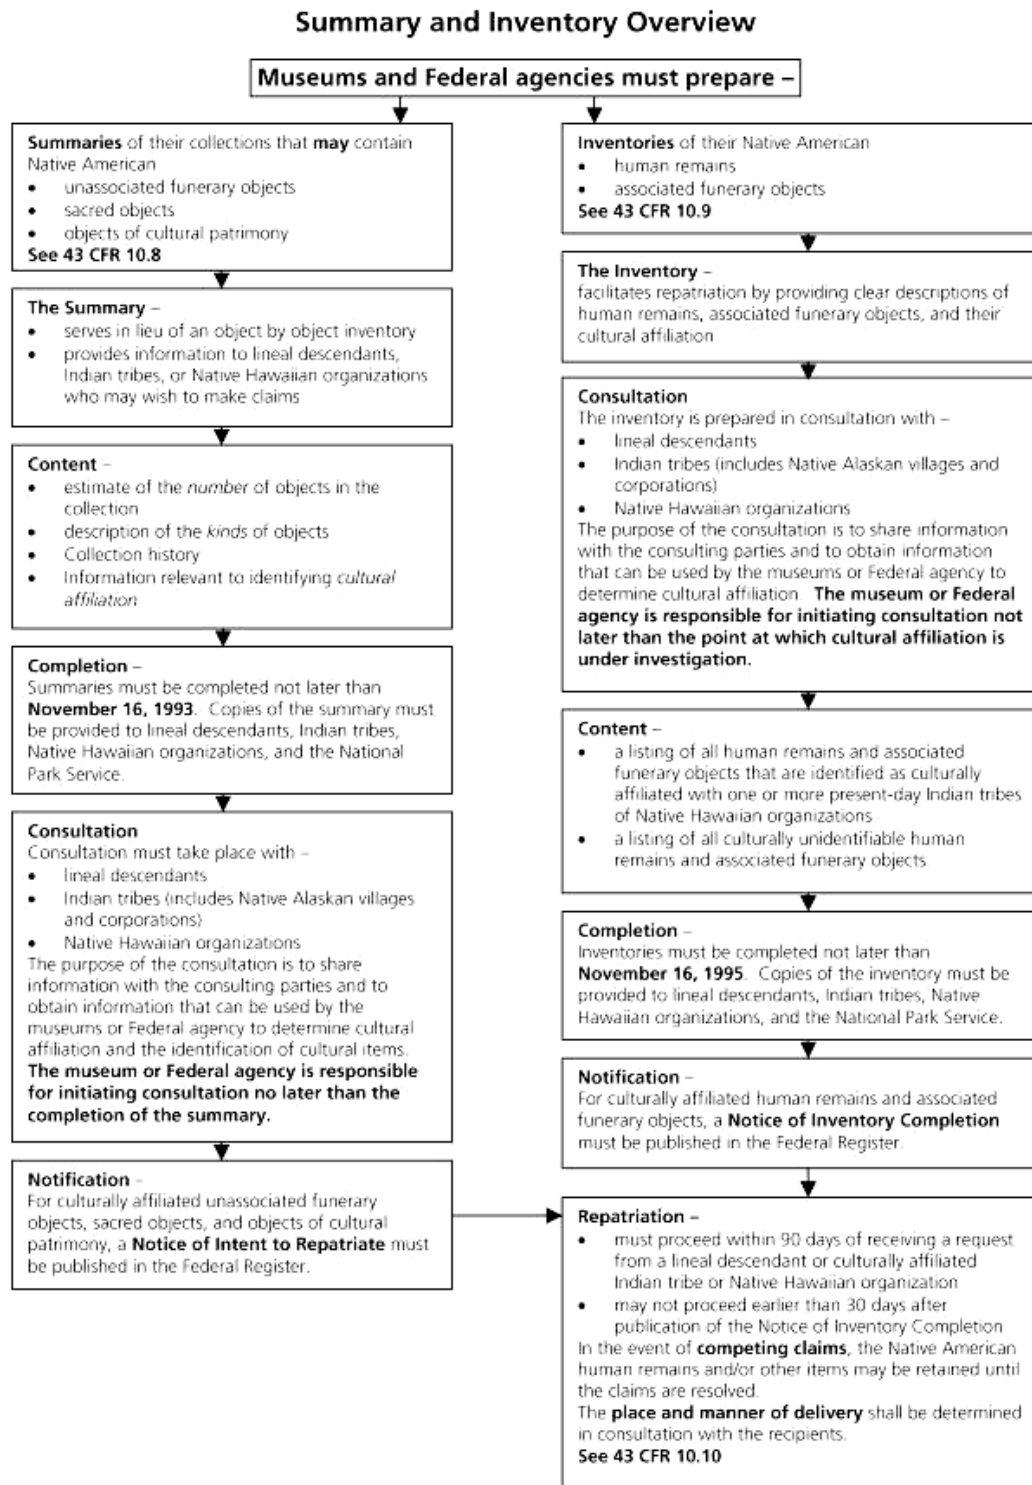 Summary and Inventory Overview
Museums and Federal agencies must prepare –
Summaries of their collections that may contain
Native American
• unassociated funerary objects
• sacred objects
• objects of cultural patrimony
See 43 CFR 10.8
The Summary –
• serves in lieu of an object by object inventory
• provides information to lineal descendants,
Indian tribes, or Native Hawaiian organizations
who may wish to make claims
Content –
• estimate of the number of objects in the
collection
• description of the kinds of objects
• Collection history
• Information relevant to identifying cultural
affiliation
Completion –
Summaries must be completed not later than
November 16, 1993. Copies of the summary must
be provided to lineal descendants, Indian tribes,
Native Hawaiian organizations, and the National
Park Service.
Consultation
Consultation must take place with –
• lineal descendants
• Indian tribes (includes Native Alaskan villages
and corporations)
• Native Hawaiian organizations
The purpose of the consultation is to share
information with the consulting parties and to
obtain information that can be used by the
museums or Federal agency to determine cultural
affiliation and the identification of cultural items.
The museum or Federal agency is responsible
for initiating consultation no later than the
completion of the summary.
Notification –
For culturally affiliated unassociated funerary
objects, sacred objects, and objects of cultural
patrimony, a Notice of Intent to Repatriate must
be published in the Federal Register.
Inventories of their Native American
• human remains
• associated funerary objects
See 43 CFR 10.9
The Inventory –
facilitates repatriation by providing clear descriptions of
human remains, associated funerary objects, and their
cultural affiliation
Consultation
The inventory is prepared in consultation with –
• lineal descendants
• Indian tribes (includes Native Alaskan villages and
corporations)
• Native Hawaiian organizations
The purpose of the consultation is to share information
with the consulting parties and to obtain information
that can be used by the museums or Federal agency to
determine cultural affiliation. The museum or Federal
agency is responsible for initiating consultation not
later than the point at which cultural affiliation is
under investigation.
Content –
• a listing of all human remains and associated
funerary objects that are identified as culturally
affiliated with one or more present-day Indian tribes
of Native Hawaiian organizations
• a listing of all culturally unidentifiable human
remains and associated funerary objects
Completion –
Inventories must be completed not later than
November 16, 1995. Copies of the inventory must be
provided to lineal descendants, Indian tribes, Native
Hawaiian organizations, and the National Park Service.
Notification –
For culturally affiliated human remains and associated
funerary objects, a Notice of Inventory Completion
must be published in the Federal Register.
Repatriation –
• must proceed within 90 days of receiving a request
from a lineal descendant or culturally affiliated
Indian tribe or Native Hawaiian organization
• may not proceed earlier than 30 days after
publication of the Notice of Inventory Completion
In the event of competing claims, the Native American
human remains and/or other items may be retained until
the claims are resolved.
The place and manner of delivery shall be determined
in consultation with the recipients.
See 43 CFR 10.10